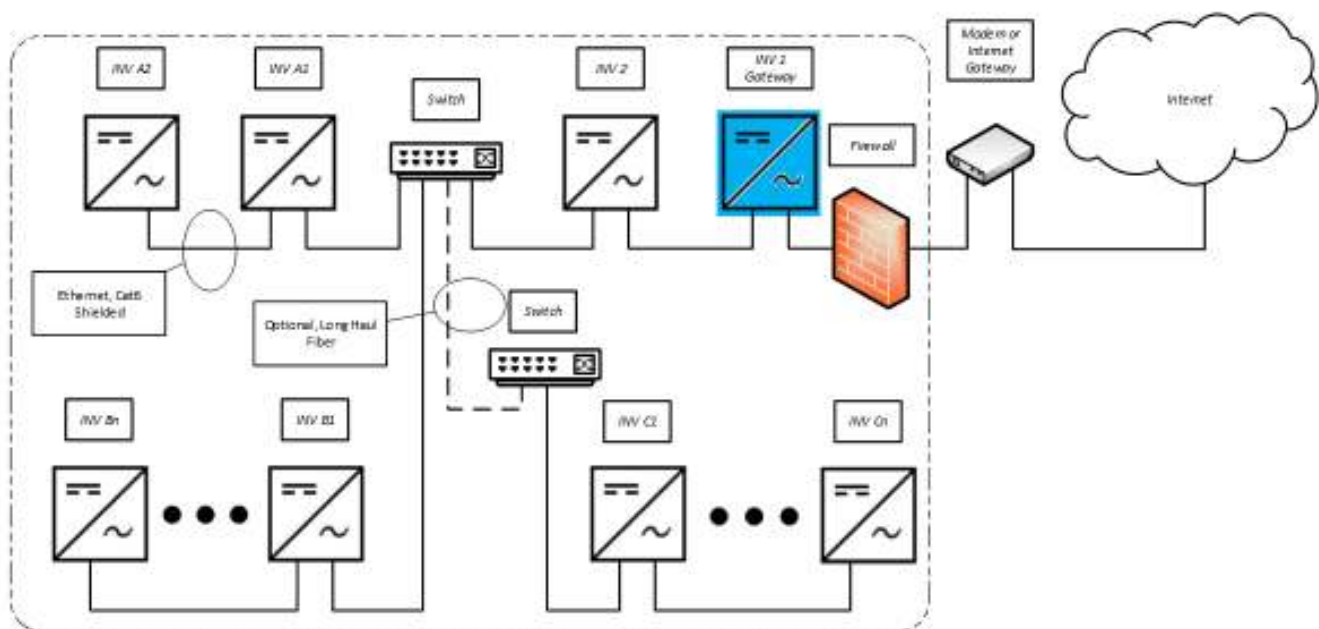 INV A2
INV A1
Switch
INV 2
INV 1
Gateway
Firewall
Modem or
Internet
Gateway
Internet
Ethernet, Cat6
Shielded
Optional, Long Haul
Fiber
Switch
INV Bn
INV B1
INV C1
INV Cn